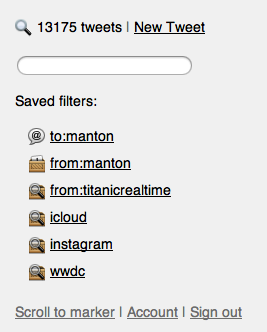 13175 tweets | New Tweet
Saved filters:
to:manton
from:manton
from:titanicrealtime
icloud
instagram
wwdc
Scroll to marker | Account | Sign out